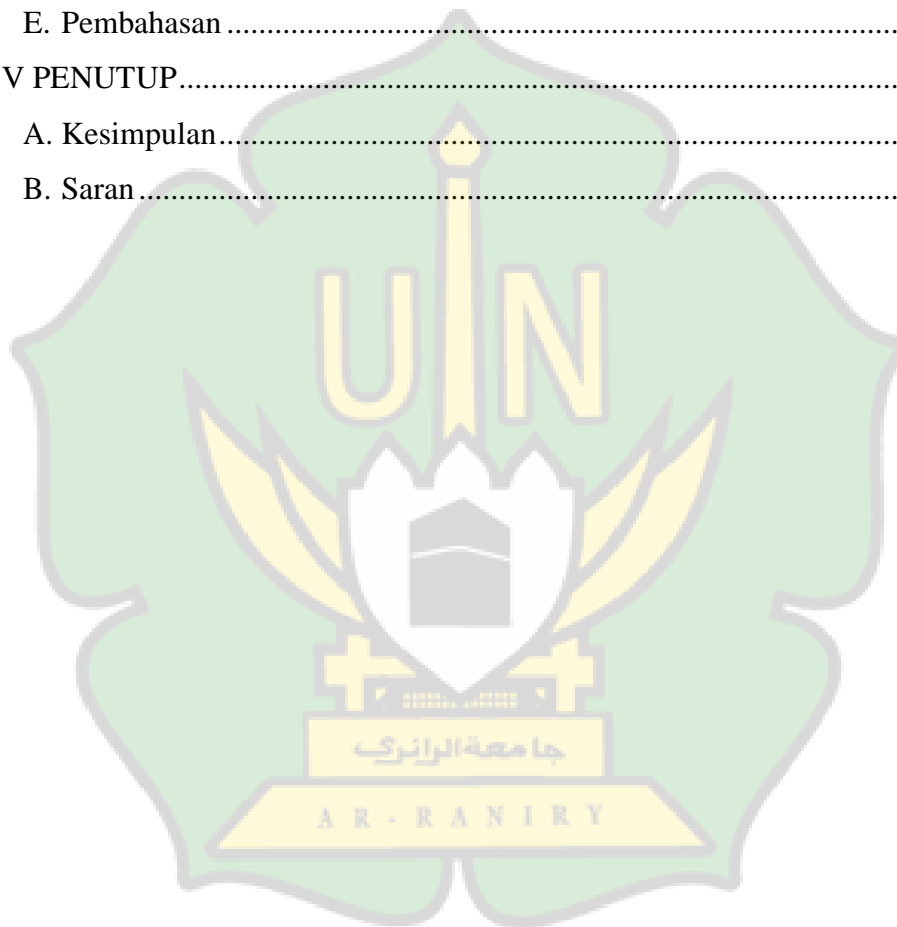 E. Pembahasan ..........................................................................................
V PENUTUP..........................................................................................
A. Kesimpulan..........................................................................................
B. Saran ..........................................................................................
UIN
جامعة الرانري
AR-RANIRY